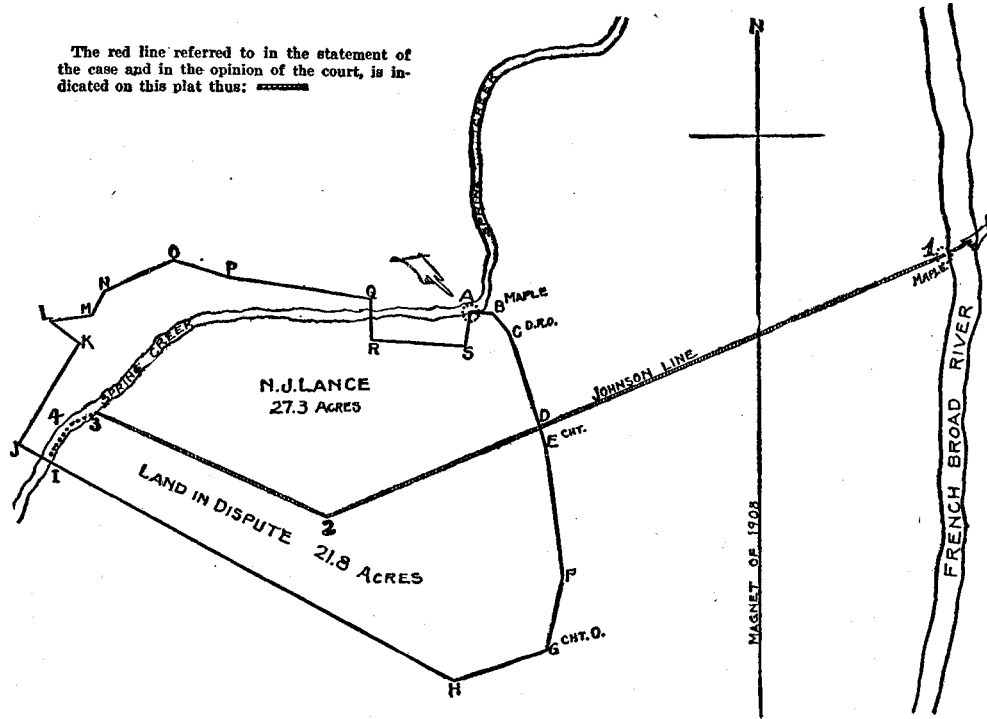 The red line referred to in the statement of
the case and in the opinion of the court, is in-
dicated on this plat thus:
N
SPRING CREEK
1
MAPLE
O
P
N
L
M
K
Q
A
B MAPLE
C D.R.O.
R
S
SPRING CREEK
N.J. LANCE
27.3 ACRES
JOHNSON LINE
D
E CHT.
4
3
J
I
2
LAND IN DISPUTE 21.8 ACRES
P
G CHT. O.
H
MAGNET OF 1908
FRENCH BROAD RIVER